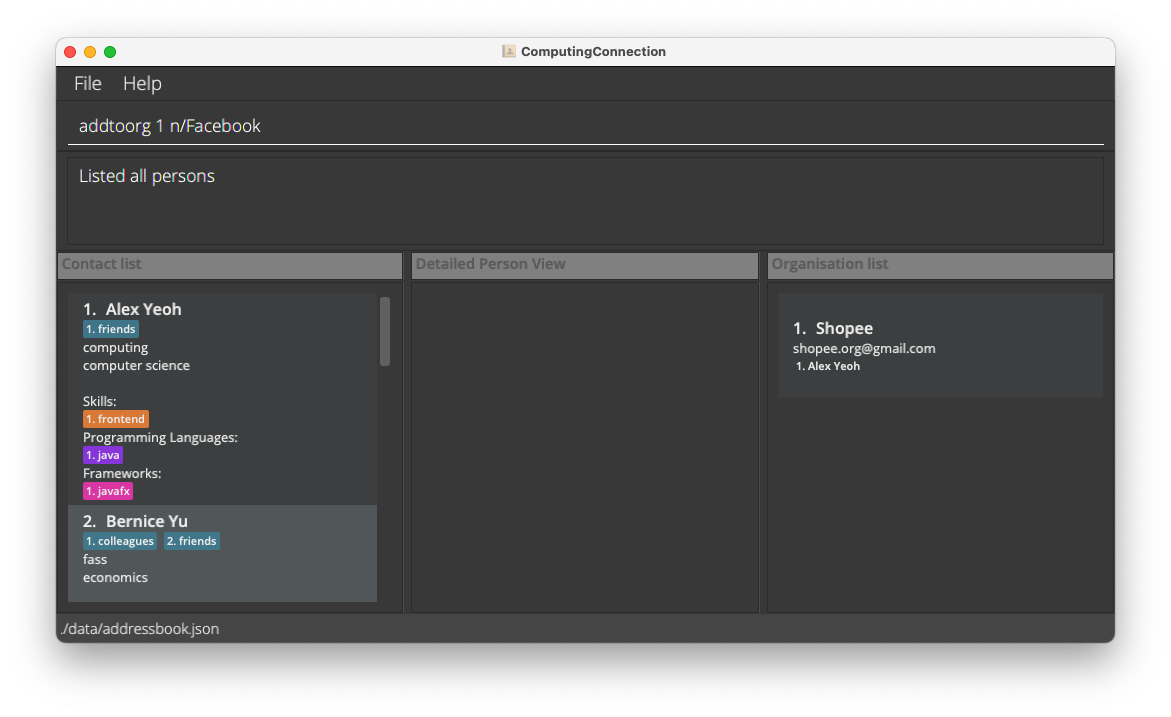 ComputingConnection
File Help
addtoorg 1 n/Facebook
Listed all persons
Contact list
1. Alex Yeoh
1. friends
computing
computer science
Skills:
1. frontend
Programming Languages:
1. java
Frameworks:
1. javafx
2. Bernice Yu
1. colleagues 2. friends
fass
economics
Detailed Person View
Organisation list
1. Shopee
shopee.org@gmail.com
1. Alex Yeoh
./data/addressbook.json